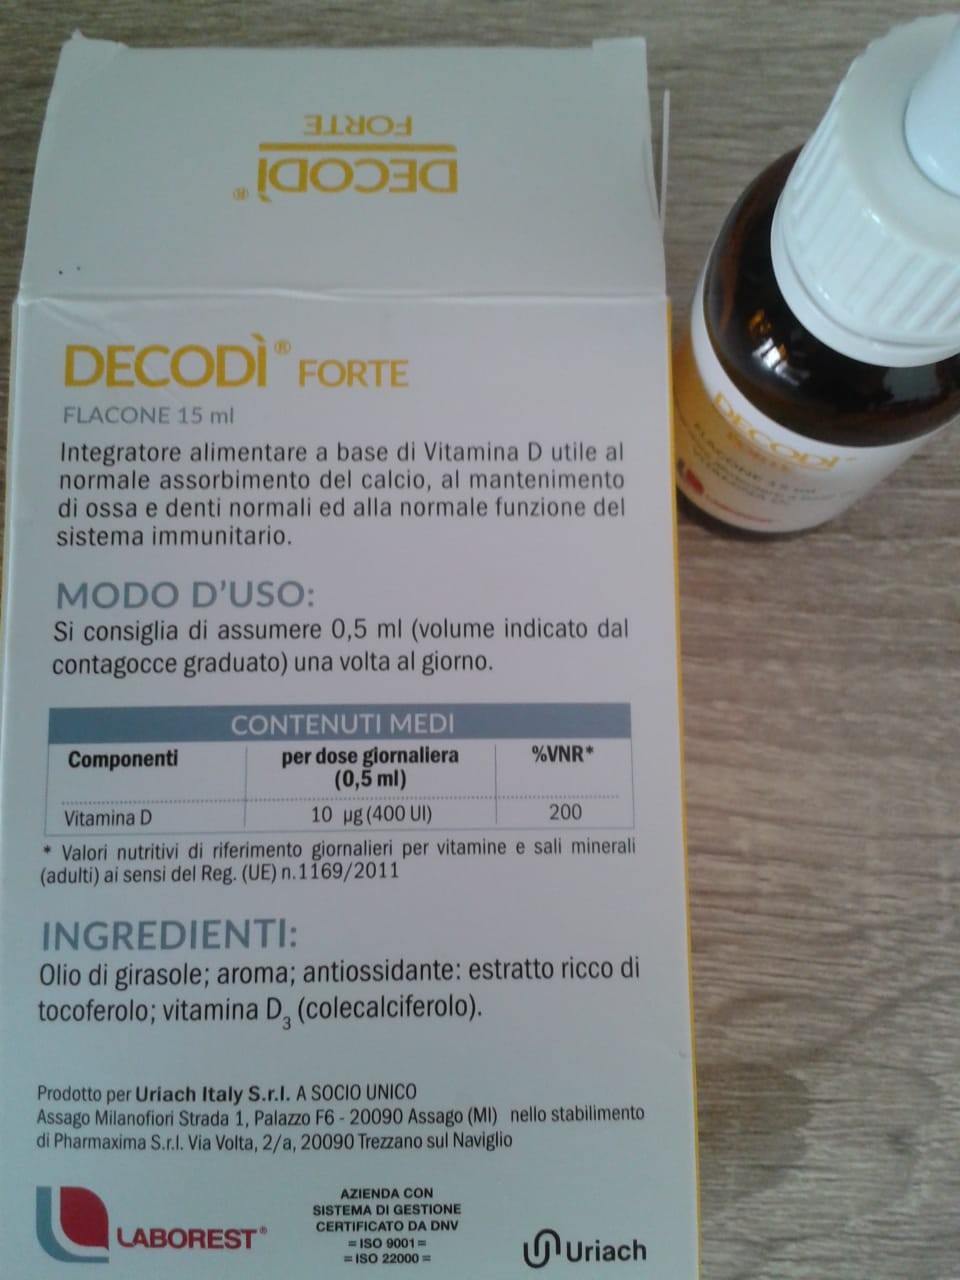 DECODÌ®
FORTE
DECODÌ® FORTE
FLACONE 15 ml
Integratore alimentare a base di Vitamina D utile al
normale assorbimento del calcio, al mantenimento
di ossa e denti normali ed alla normale funzione del
sistema immunitario.
MODO D'USO:
Si consiglia di assumere 0,5 ml (volume indicato dal
contagocce graduato) una volta al giorno.
CONTENUTI MEDI
Componenti per dose giornaliera (0,5 ml) %VNR*
Vitamina D 10 µg (400 UI) 200
* Valori nutritivi di riferimento giornalieri per vitamine e sali minerali
(adulti) ai sensi del Reg. (UE) n.1169/2011
INGREDIENTI:
Olio di girasole; aroma; antiossidante: estratto ricco di
tocoferolo; vitamina D3 (colecalciferolo).
Prodotto per Uriach Italy S.r.l. A SOCIO UNICO
Assago Milanofiori Strada 1, Palazzo F6 - 20090 Assago (MI) nello stabilimento
di Pharmaxima S.r.l. Via Volta, 2/a, 20090 Trezzano sul Naviglio
LABOREST®
AZIENDA CON
SISTEMA DI GESTIONE
CERTIFICATO DA DNV
= ISO 9001 =
= ISO 22000 =
Uriach
DECODÌ
FORTE
FLACONE 15 ml